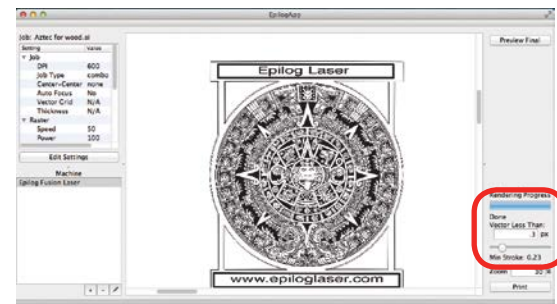 EpilogApp
Job: Aztec for wood.ai
Setting Value
Job
DPI 600
Job Type combo
Center-Center none
Auto Focus No
Vector Grid N/A
Thickness N/A
Raster
Speed 50
Power 100
Edit Settings
Machine
Epilog Fusion Laser
+ -
Epilog Laser
www.epiloglaser.com
Preview Final
Rendering Progress
Done
Vector Less Than:
px
Min Stroke: 0.23
Zoom
Print